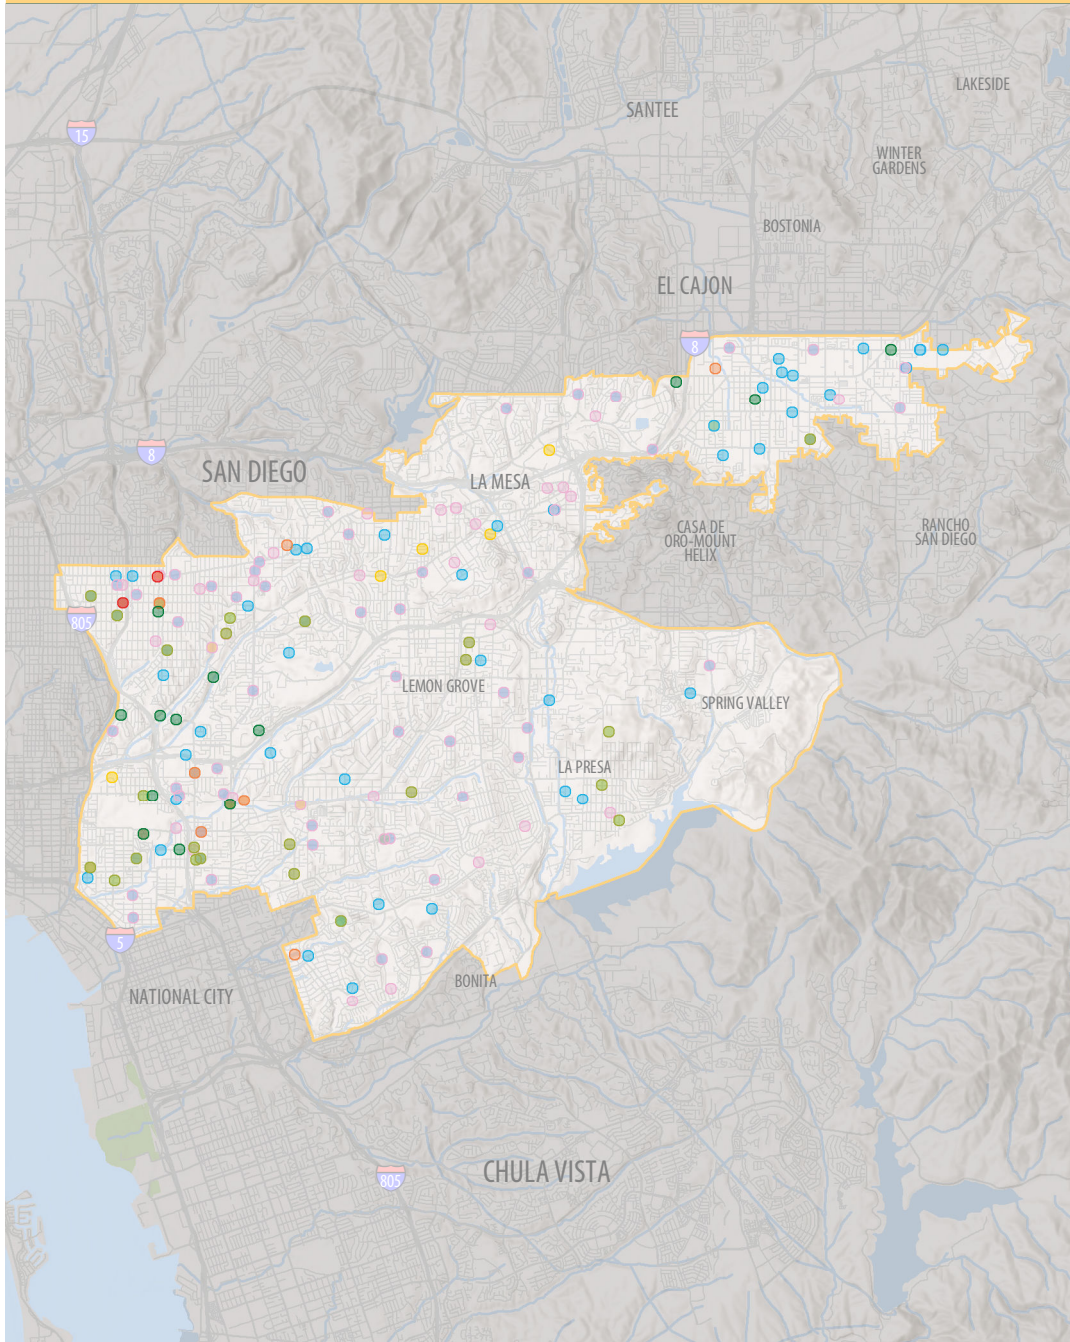 LAKESIDE
SANTEE
15
WINTER
GARDENS
BOSTONIA
EL CAJON
8
8
SAN DIEGO
LA MESA
CASA DE
ORO-MOUNT
HELIX
RANCHO
SAN DIEGO
805
LEMON GROVE
SPRING VALLEY
LA PRESA
5
BONITA
NATIONAL CITY
CHULA VISTA
805